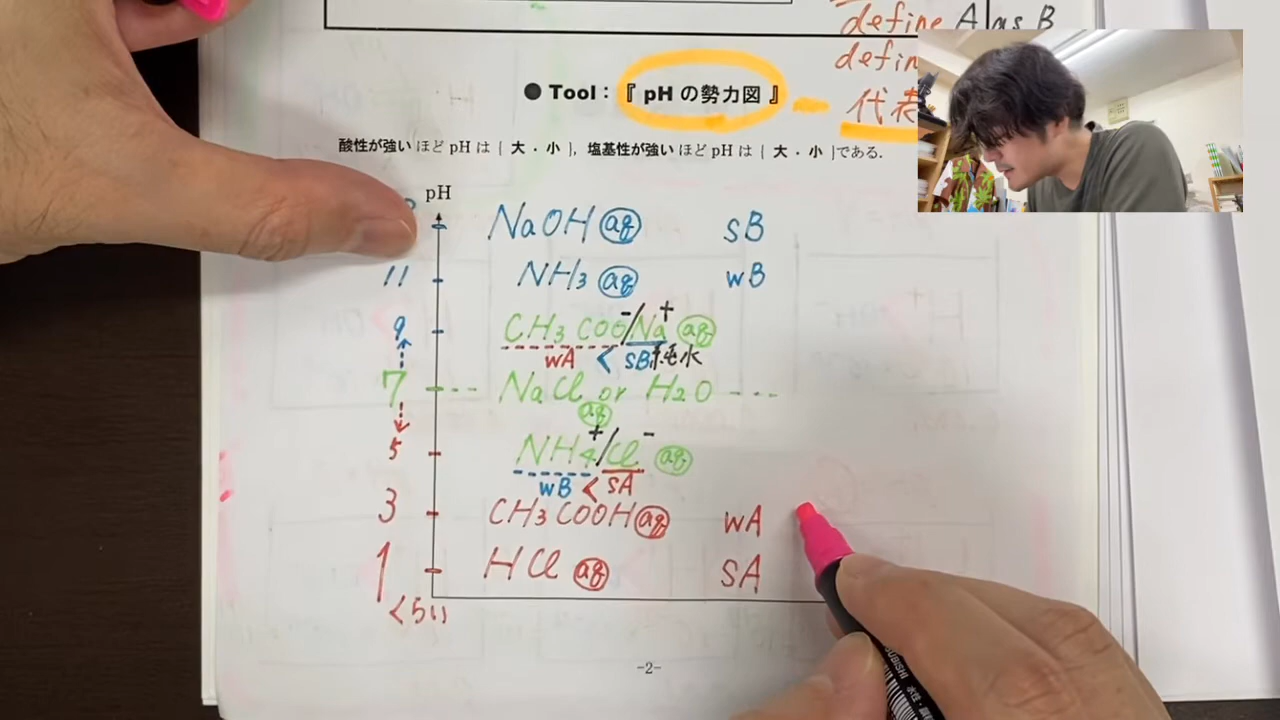 define A as B
defin
● Tool : 『 pH の勢力図 』
代表
酸性が強いほど pH は { 大 ・ 小 }, 塩基性が強いほど pH は { 大 ・ 小 }である.
pH
NaOH aq sB
11 NH₃ aq wB
9 CH₃COO⁻/Na⁺ aq
wA < sB 純水
7 NaCl or H₂O
aq
5 NH₄⁺/Cl⁻ aq
wB < sA
3 CH₃COOH aq wA
1 HCl aq sA
くらい
-2-